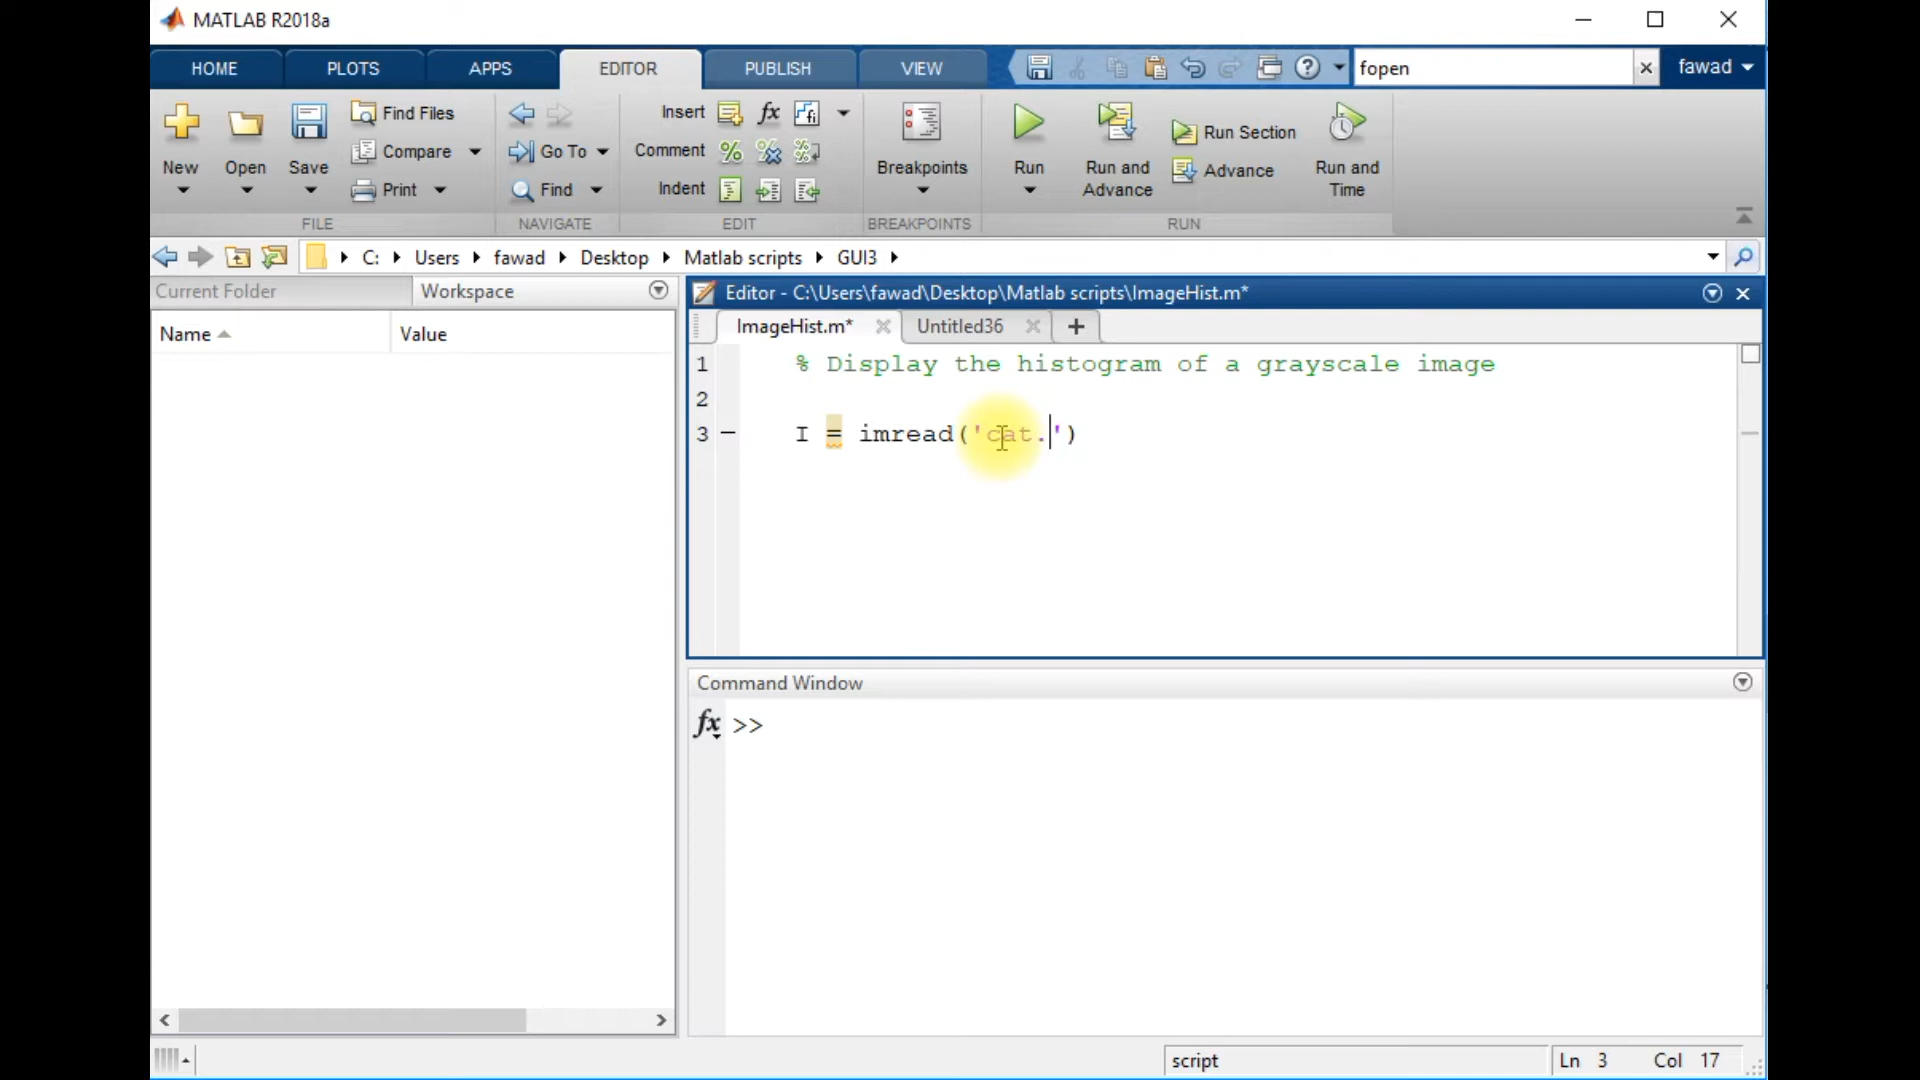 MATLAB R2018a
HOME PLOTS APPS EDITOR PUBLISH VIEW fopen fawad
New Open Save Find Files Compare Print
Go To Find
Insert fx Comment % Indent
Breakpoints
Run Run and Advance Run Section Advance Run and Time
FILE NAVIGATE EDIT BREAKPOINTS RUN
C: Users fawad Desktop Matlab scripts GUI3
Current Folder Workspace
Name Value
Editor - C:\Users\fawad\Desktop\Matlab scripts\ImageHist.m*
ImageHist.m* Untitled36 +
1 % Display the histogram of a grayscale image
2
3 – I = imread('cat.')
Command Window
fx >>
script Ln 3 Col 17